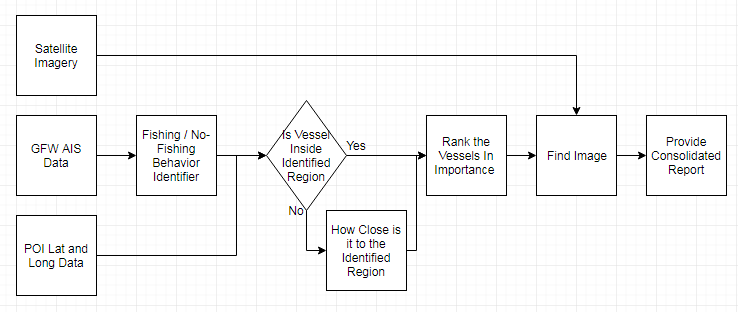 Satellite
Imagery
GFW AIS
Data
Fishing / No-
Fishing
Behavior
Identifier
Is Vessel
Inside
Identified
Region
Yes
No
How Close is
it to the
Identified
Region
Rank the
Vessels In
Importance
Find Image
Provide
Consolidated
Report
POI Lat and
Long Data